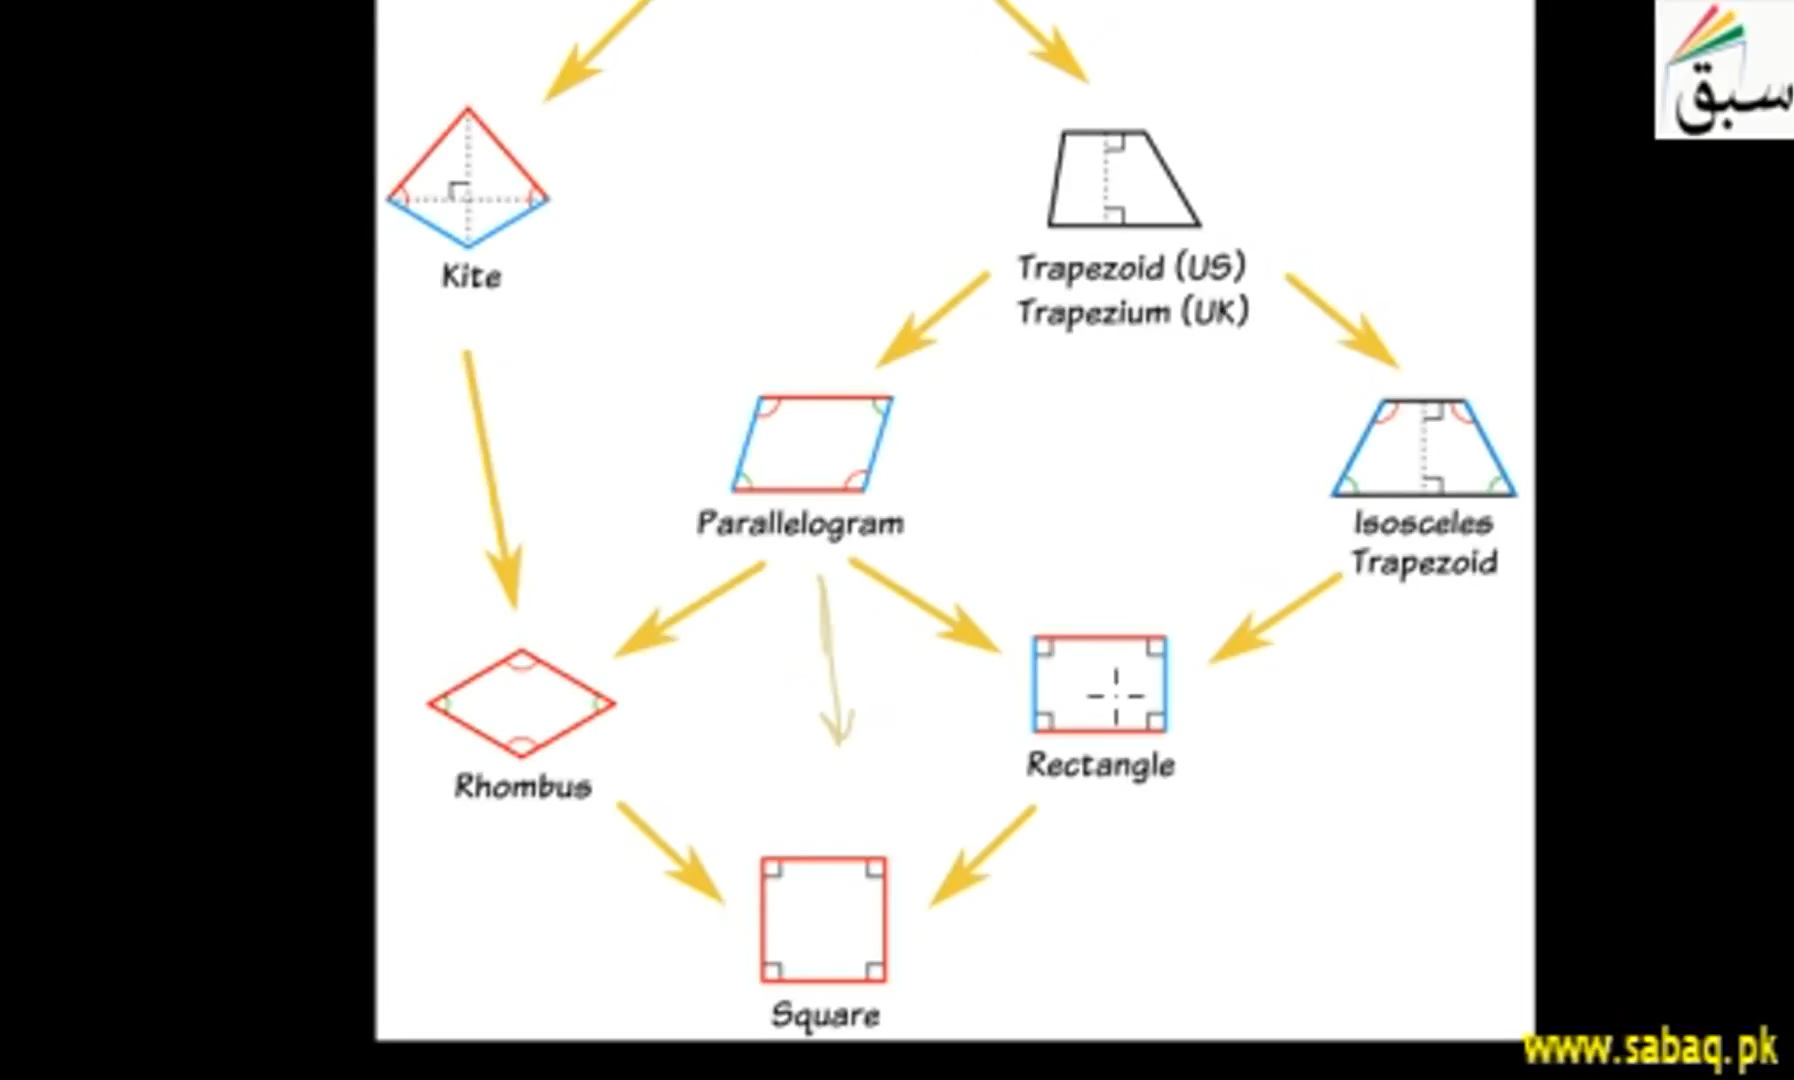 سبق
Kite
Trapezoid (US)
Trapezium (UK)
Parallelogram
Isosceles
Trapezoid
Rhombus
Rectangle
Square
www.sabaq.pk